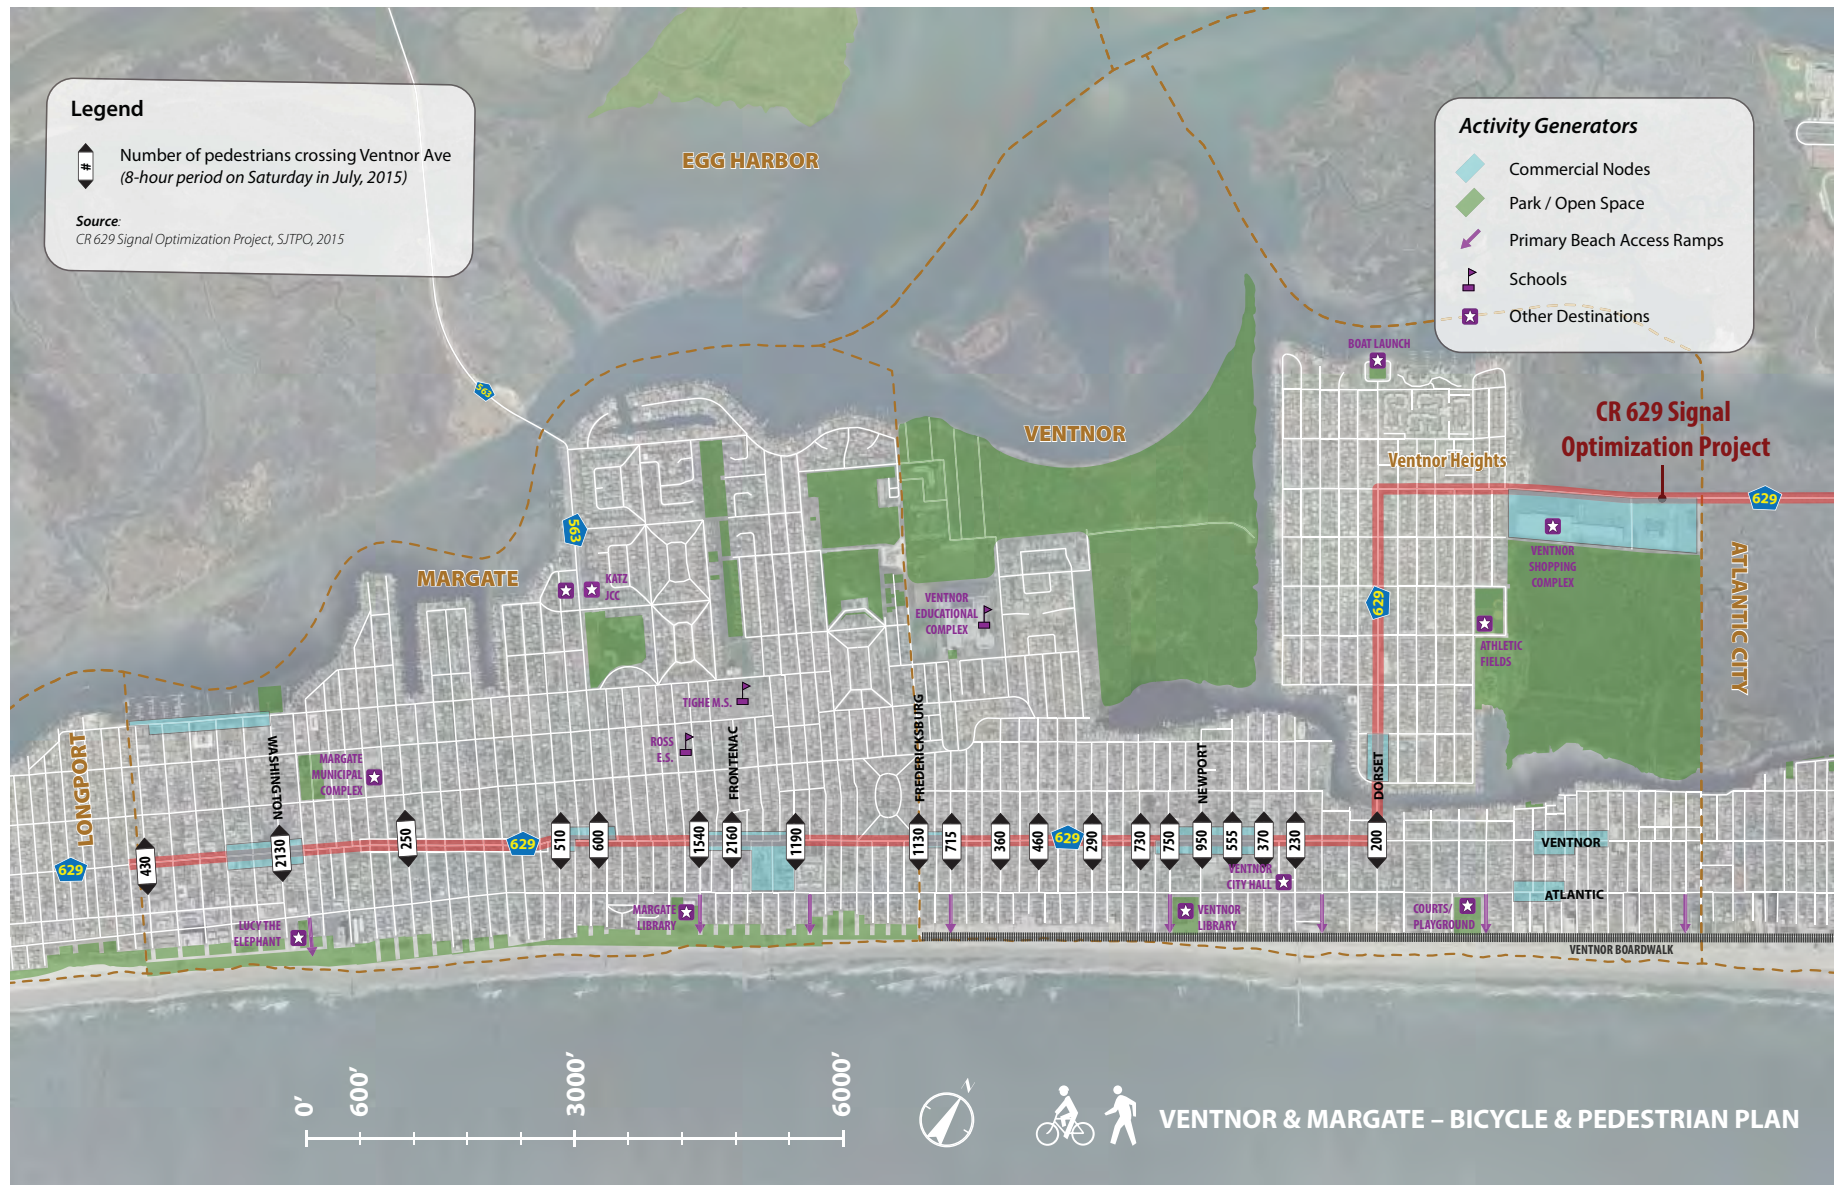 Legend
#
Number of pedestrians crossing Ventnor Ave
(8-hour period on Saturday in July, 2015)
Source:
CR 629 Signal Optimization Project, SJTPO, 2015
Activity Generators
Commercial Nodes
Park / Open Space
Primary Beach Access Ramps
Schools
Other Destinations
EGG HARBOR
563
BOAT LAUNCH
CR 629 Signal
Optimization Project
VENTNOR
Ventnor Heights
629
563
VENTNOR
SHOPPING
COMPLEX
ATLANTIC CITY
MARGATE
KATZ
JCC
VENTNOR
EDUCATIONAL
COMPLEX
629
ATHLETIC
FIELDS
TIGHE M.S.
ROSS
E.S.
LONGPORT
WASHINGTON
MARGATE
MUNICIPAL
COMPLEX
FRONTENAC
FREDERICKSBURG
NEWPORT
DORSET
629
430
2130
250
629
510
600
1540
2160
1190
1130
715
360
460
629
290
730
750
950
555
370
230
200
VENTNOR
ATLANTIC
VENTNOR
CITY HALL
LUCY THE
ELEPHANT
MARGATE
LIBRARY
VENTNOR
LIBRARY
COURTS/
PLAYGROUND
VENTNOR BOARDWALK
0'
600'
3000'
6000'
N
VENTNOR & MARGATE – BICYCLE & PEDESTRIAN PLAN